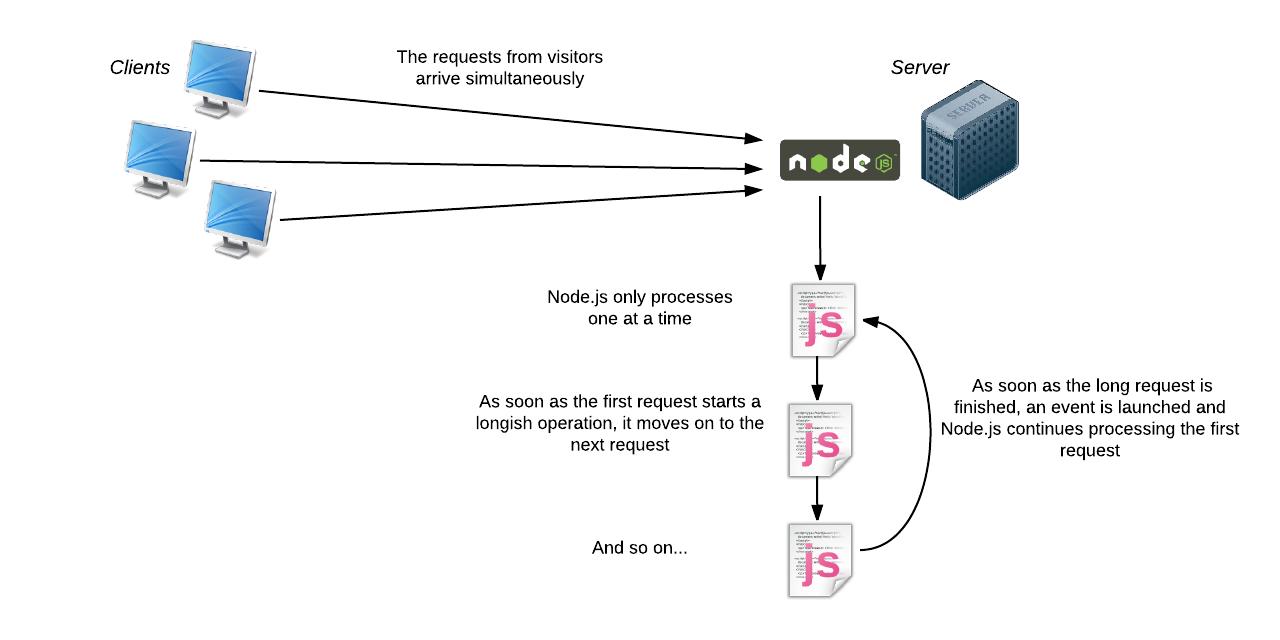 Clients
The requests from visitors
arrive simultaneously
Server
SERVER
node
JS
Node.js only processes
one at a time
js
As soon as the first request starts a
longish operation, it moves on to the
next request
js
As soon as the long request is
finished, an event is launched and
Node.js continues processing the first
request
And so on...
js